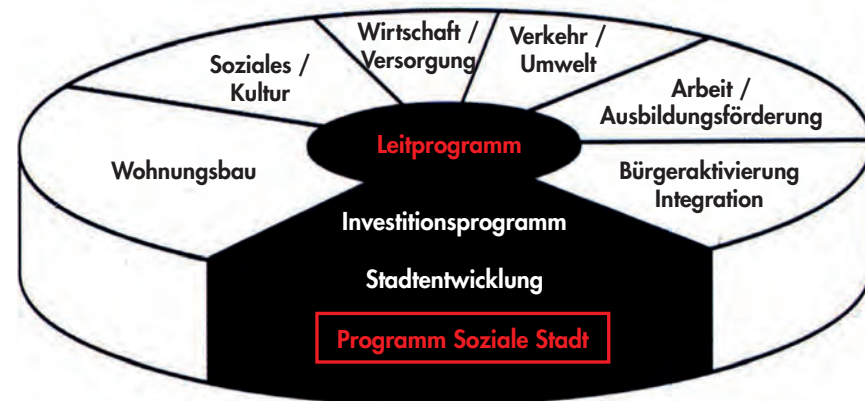 Wirtschaft /
Versorgung
Verkehr /
Umwelt
Soziales /
Kultur
Arbeit /
Ausbildungsförderung
Leitprogramm
Wohnungsbau
Bürgeraktivierung
Integration
Investitionsprogramm
Stadtentwicklung
Programm Soziale Stadt